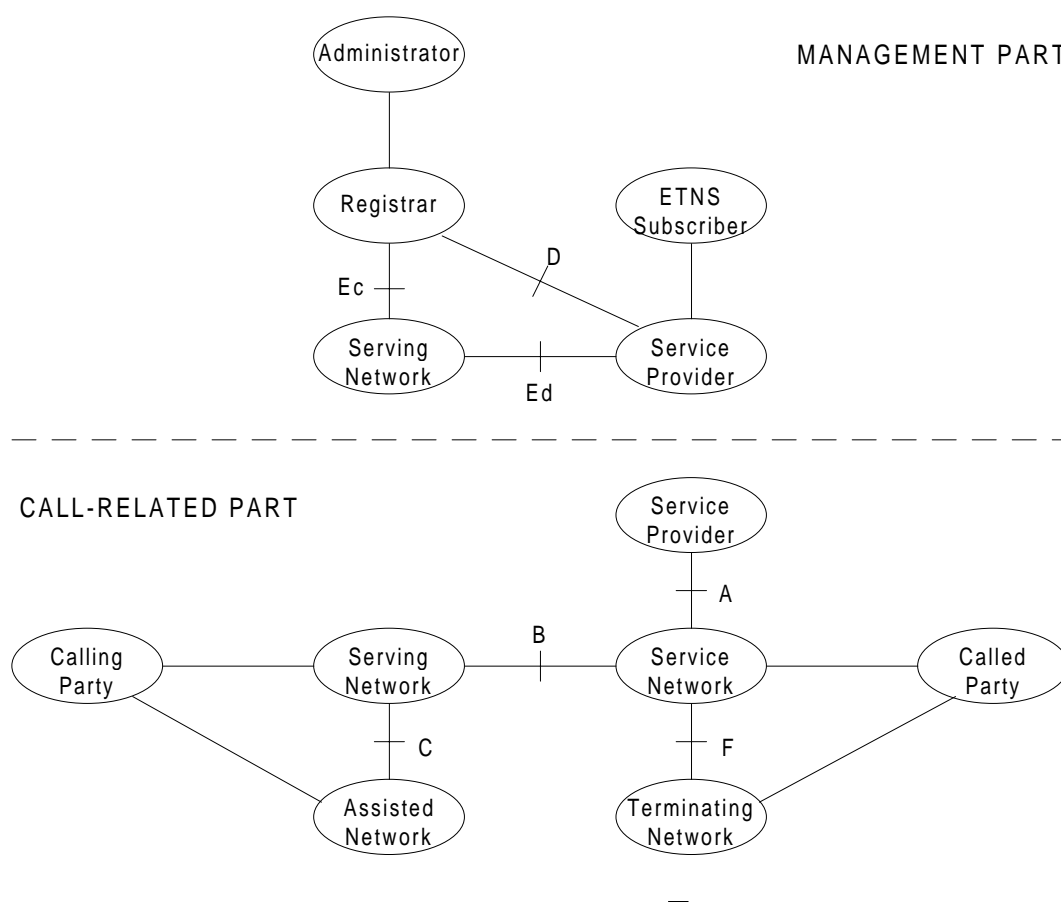 Administrator
MANAGEMENT PART
Registrar
ETNS
Subscriber
D
Ec
Serving
Network
Service
Provider
Ed
CALL-RELATED PART
Service
Provider
A
B
Calling
Party
Serving
Network
Service
Network
Called
Party
C
F
Assisted
Network
Terminating
Network